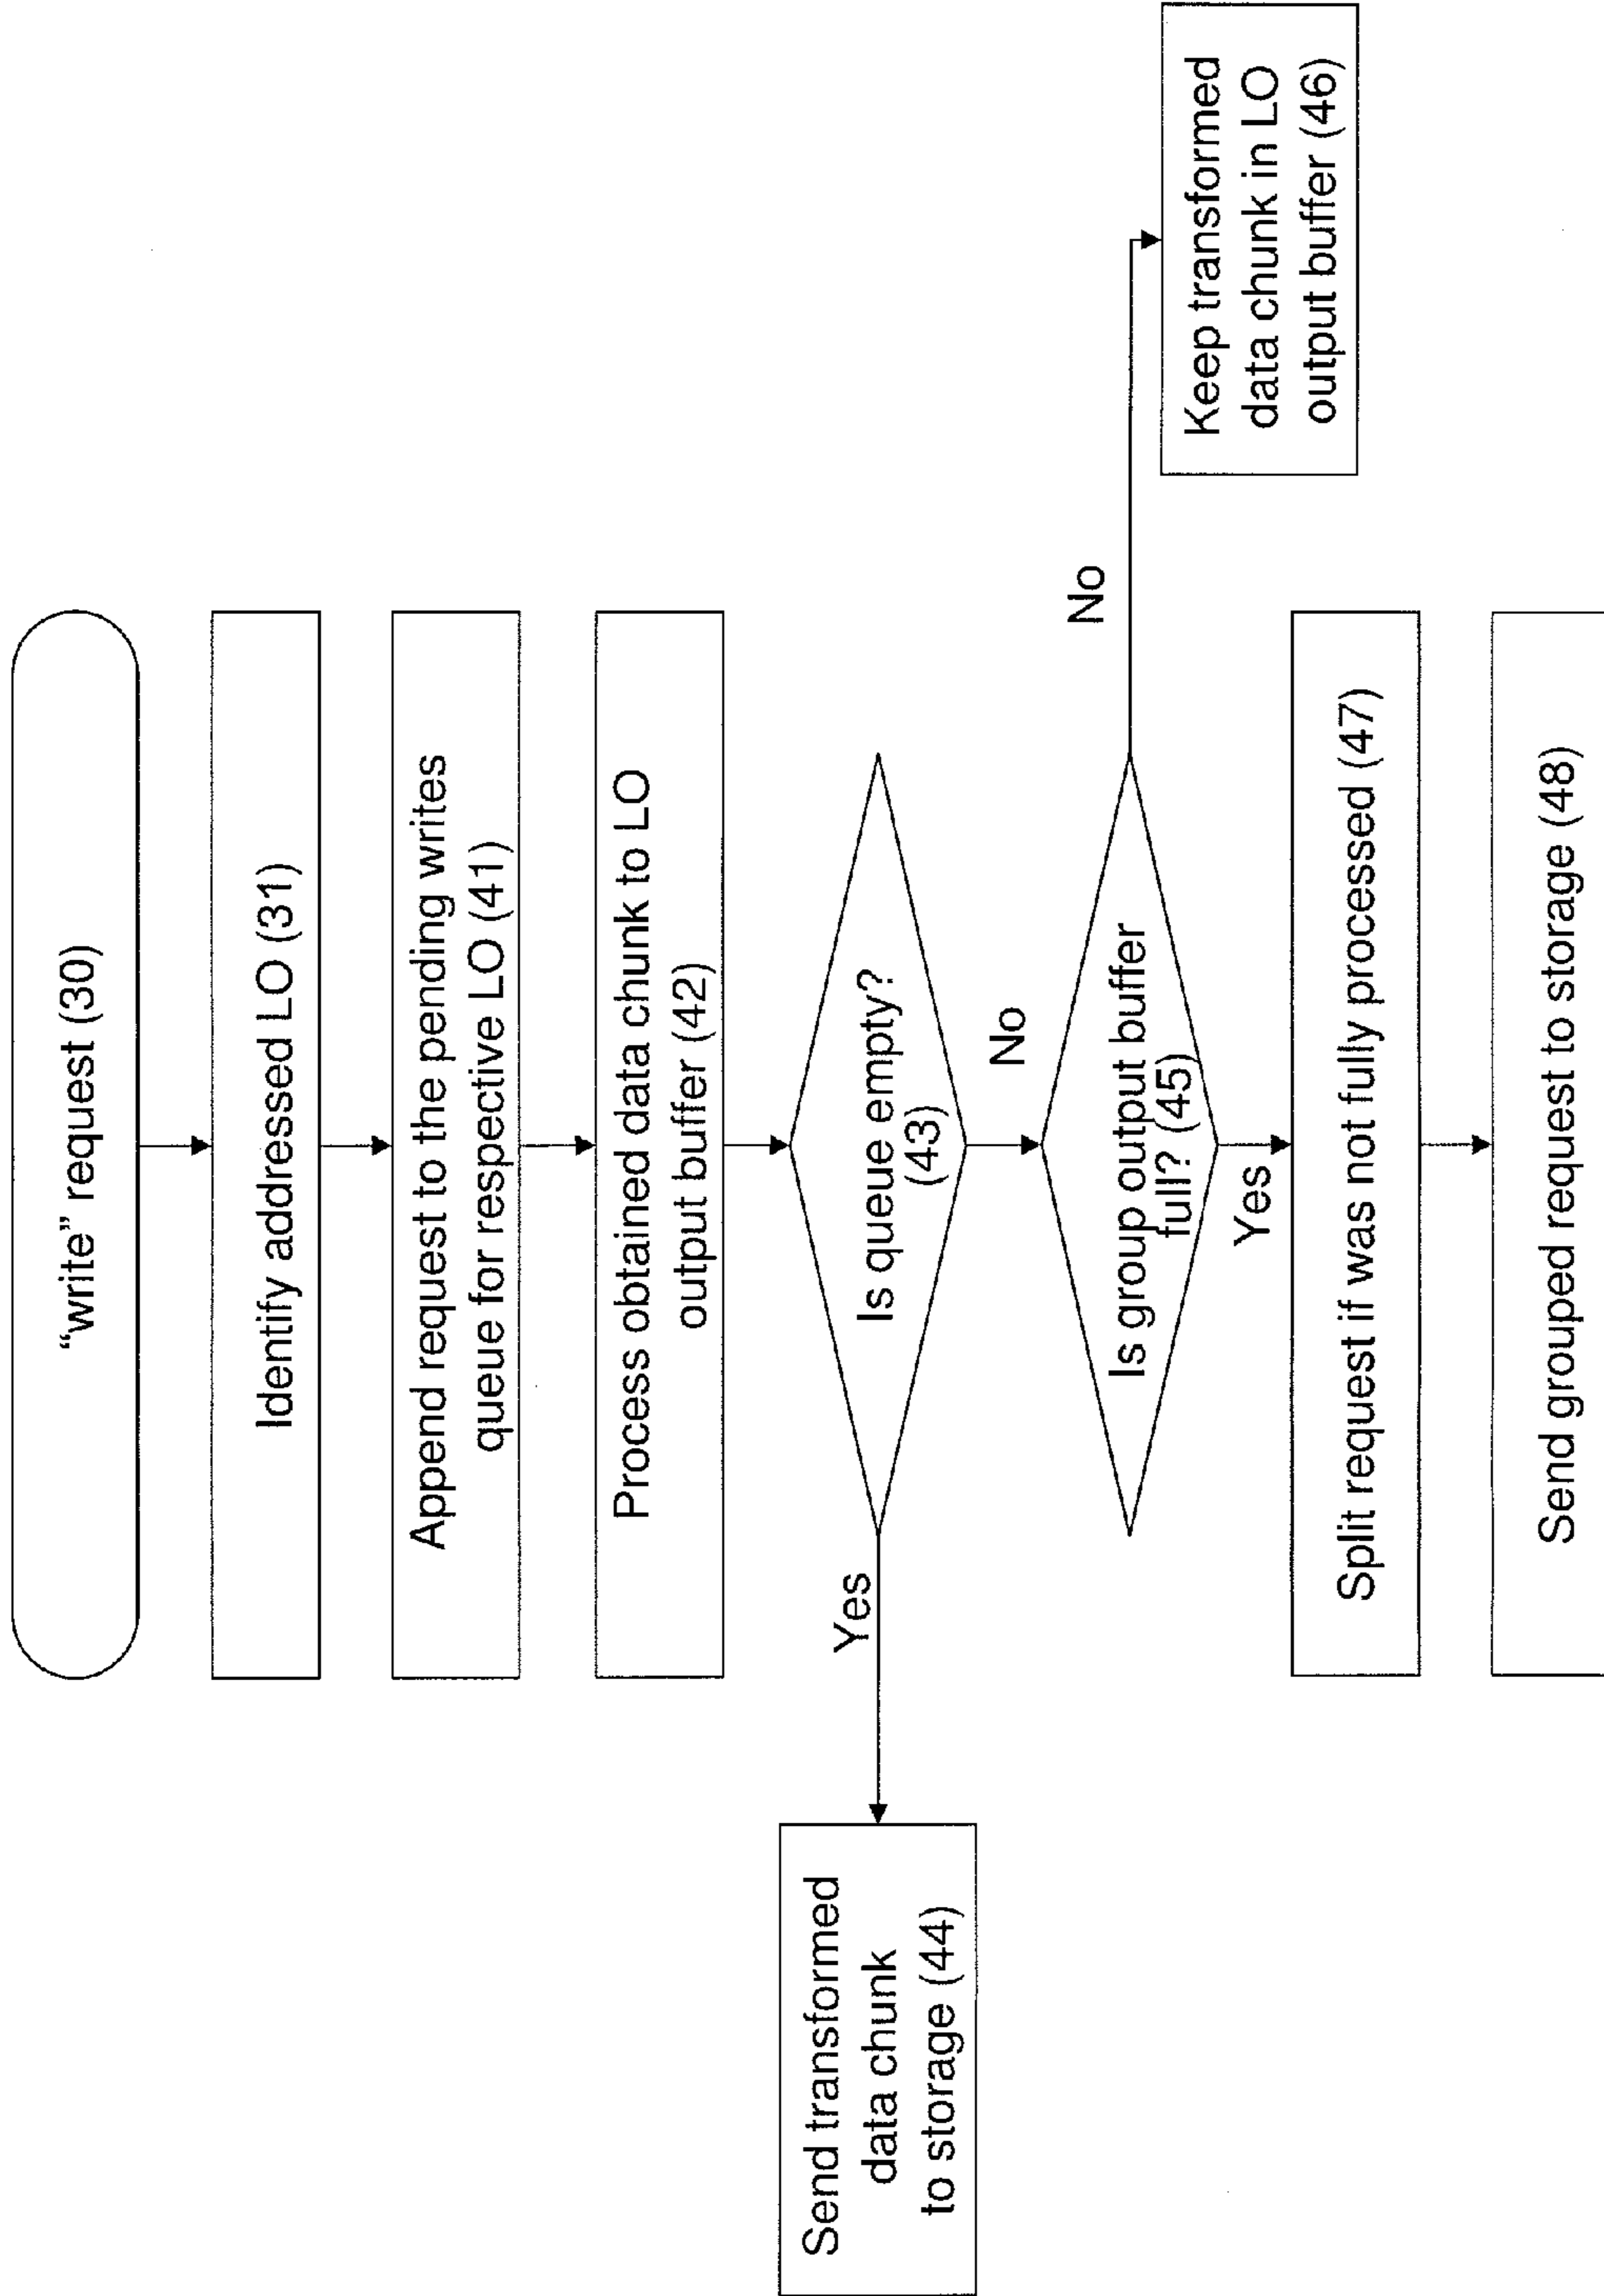 “write” request (30)
Identify addressed LO (31)
Append request to the pending writes
queue for respective LO (41)
Process obtained data chunk to LO
output buffer (42)
Is queue empty?
(43)
Yes
Send transformed
data chunk
to storage (44)
No
Is group output buffer
full? (45)
No
Keep transformed
data chunk in LO
output buffer (46)
Yes
Split request if was not fully processed (47)
Send grouped request to storage (48)